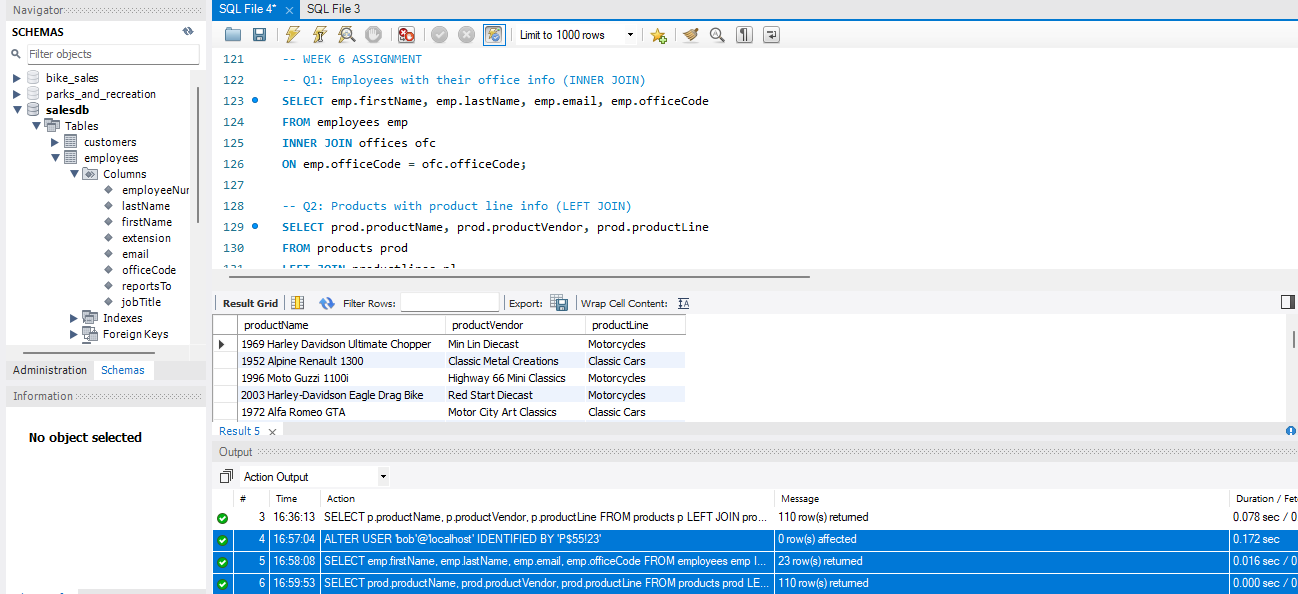 Navigator
SCHEMAS
Filter objects
bike_sales
parks_and_recreation
salesdb
Tables
customers
employees
Columns
employeeNur
lastName
firstName
extension
email
officeCode
reportsTo
jobTitle
Indexes
Foreign Keys
Administration Schemas
Information
No object selected
SQL File 4* SQL File 3
Limit to 1000 rows
121 -- WEEK 6 ASSIGNMENT
122 -- Q1: Employees with their office info (INNER JOIN)
123 SELECT emp.firstName, emp.lastName, emp.email, emp.officeCode
124 FROM employees emp
125 INNER JOIN offices ofc
126 ON emp.officeCode = ofc.officeCode;
127
128 -- Q2: Products with product line info (LEFT JOIN)
129 SELECT prod.productName, prod.productVendor, prod.productLine
130 FROM products prod
131 LEFT JOIN productlines pl
Result Grid Filter Rows: Export: Wrap Cell Content:
productName productVendor productLine
1969 Harley Davidson Ultimate Chopper Min Lin Diecast Motorcycles
1952 Alpine Renault 1300 Classic Metal Creations Classic Cars
1996 Moto Guzzi 1100i Highway 66 Mini Classics Motorcycles
2003 Harley-Davidson Eagle Drag Bike Red Start Diecast Motorcycles
1972 Alfa Romeo GTA Motor City Art Classics Classic Cars
Result 5
Output
Action Output
# Time Action Message Duration / Fet
3 16:36:13 SELECT p.productName, p.productVendor, p.productLine FROM products p LEFT JOIN pro... 110 row(s) returned 0.078 sec / 0
4 16:57:04 ALTER USER 'bob'@'localhost' IDENTIFIED BY 'P$55!23' 0 row(s) affected 0.172 sec
5 16:58:08 SELECT emp.firstName, emp.lastName, emp.email, emp.officeCode FROM employees emp I... 23 row(s) returned 0.016 sec / 0
6 16:59:53 SELECT prod.productName, prod.productVendor, prod.productLine FROM products prod LE... 110 row(s) returned 0.000 sec / 0